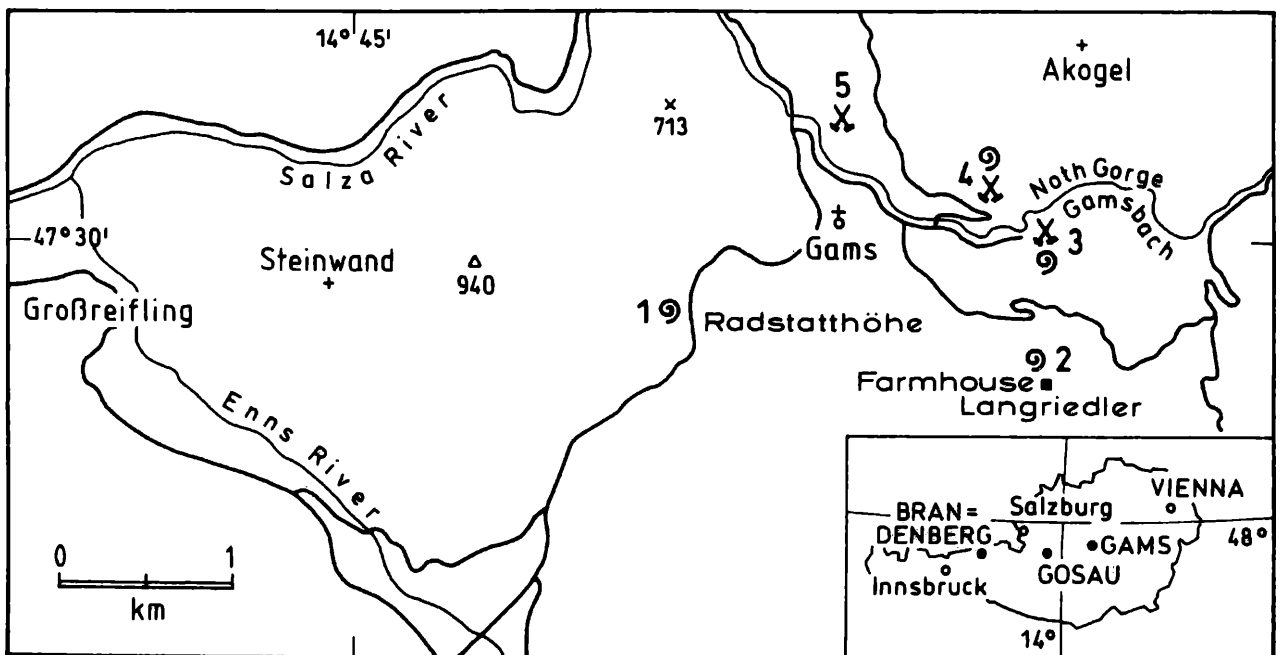 14° 45'
Salza River
713
5
Akogel
4
Noth Gorge
Gamsbach
3
47° 30'
Steinwand
940
Gams
Großreifling
1
Radstatthöhe
2
Farmhouse
Langriedler
Enns River
0 1
km
VIENNA
Salzburg
BRAN=
DENBERG
48°
GAMS
GOSAU
Innsbruck
14°